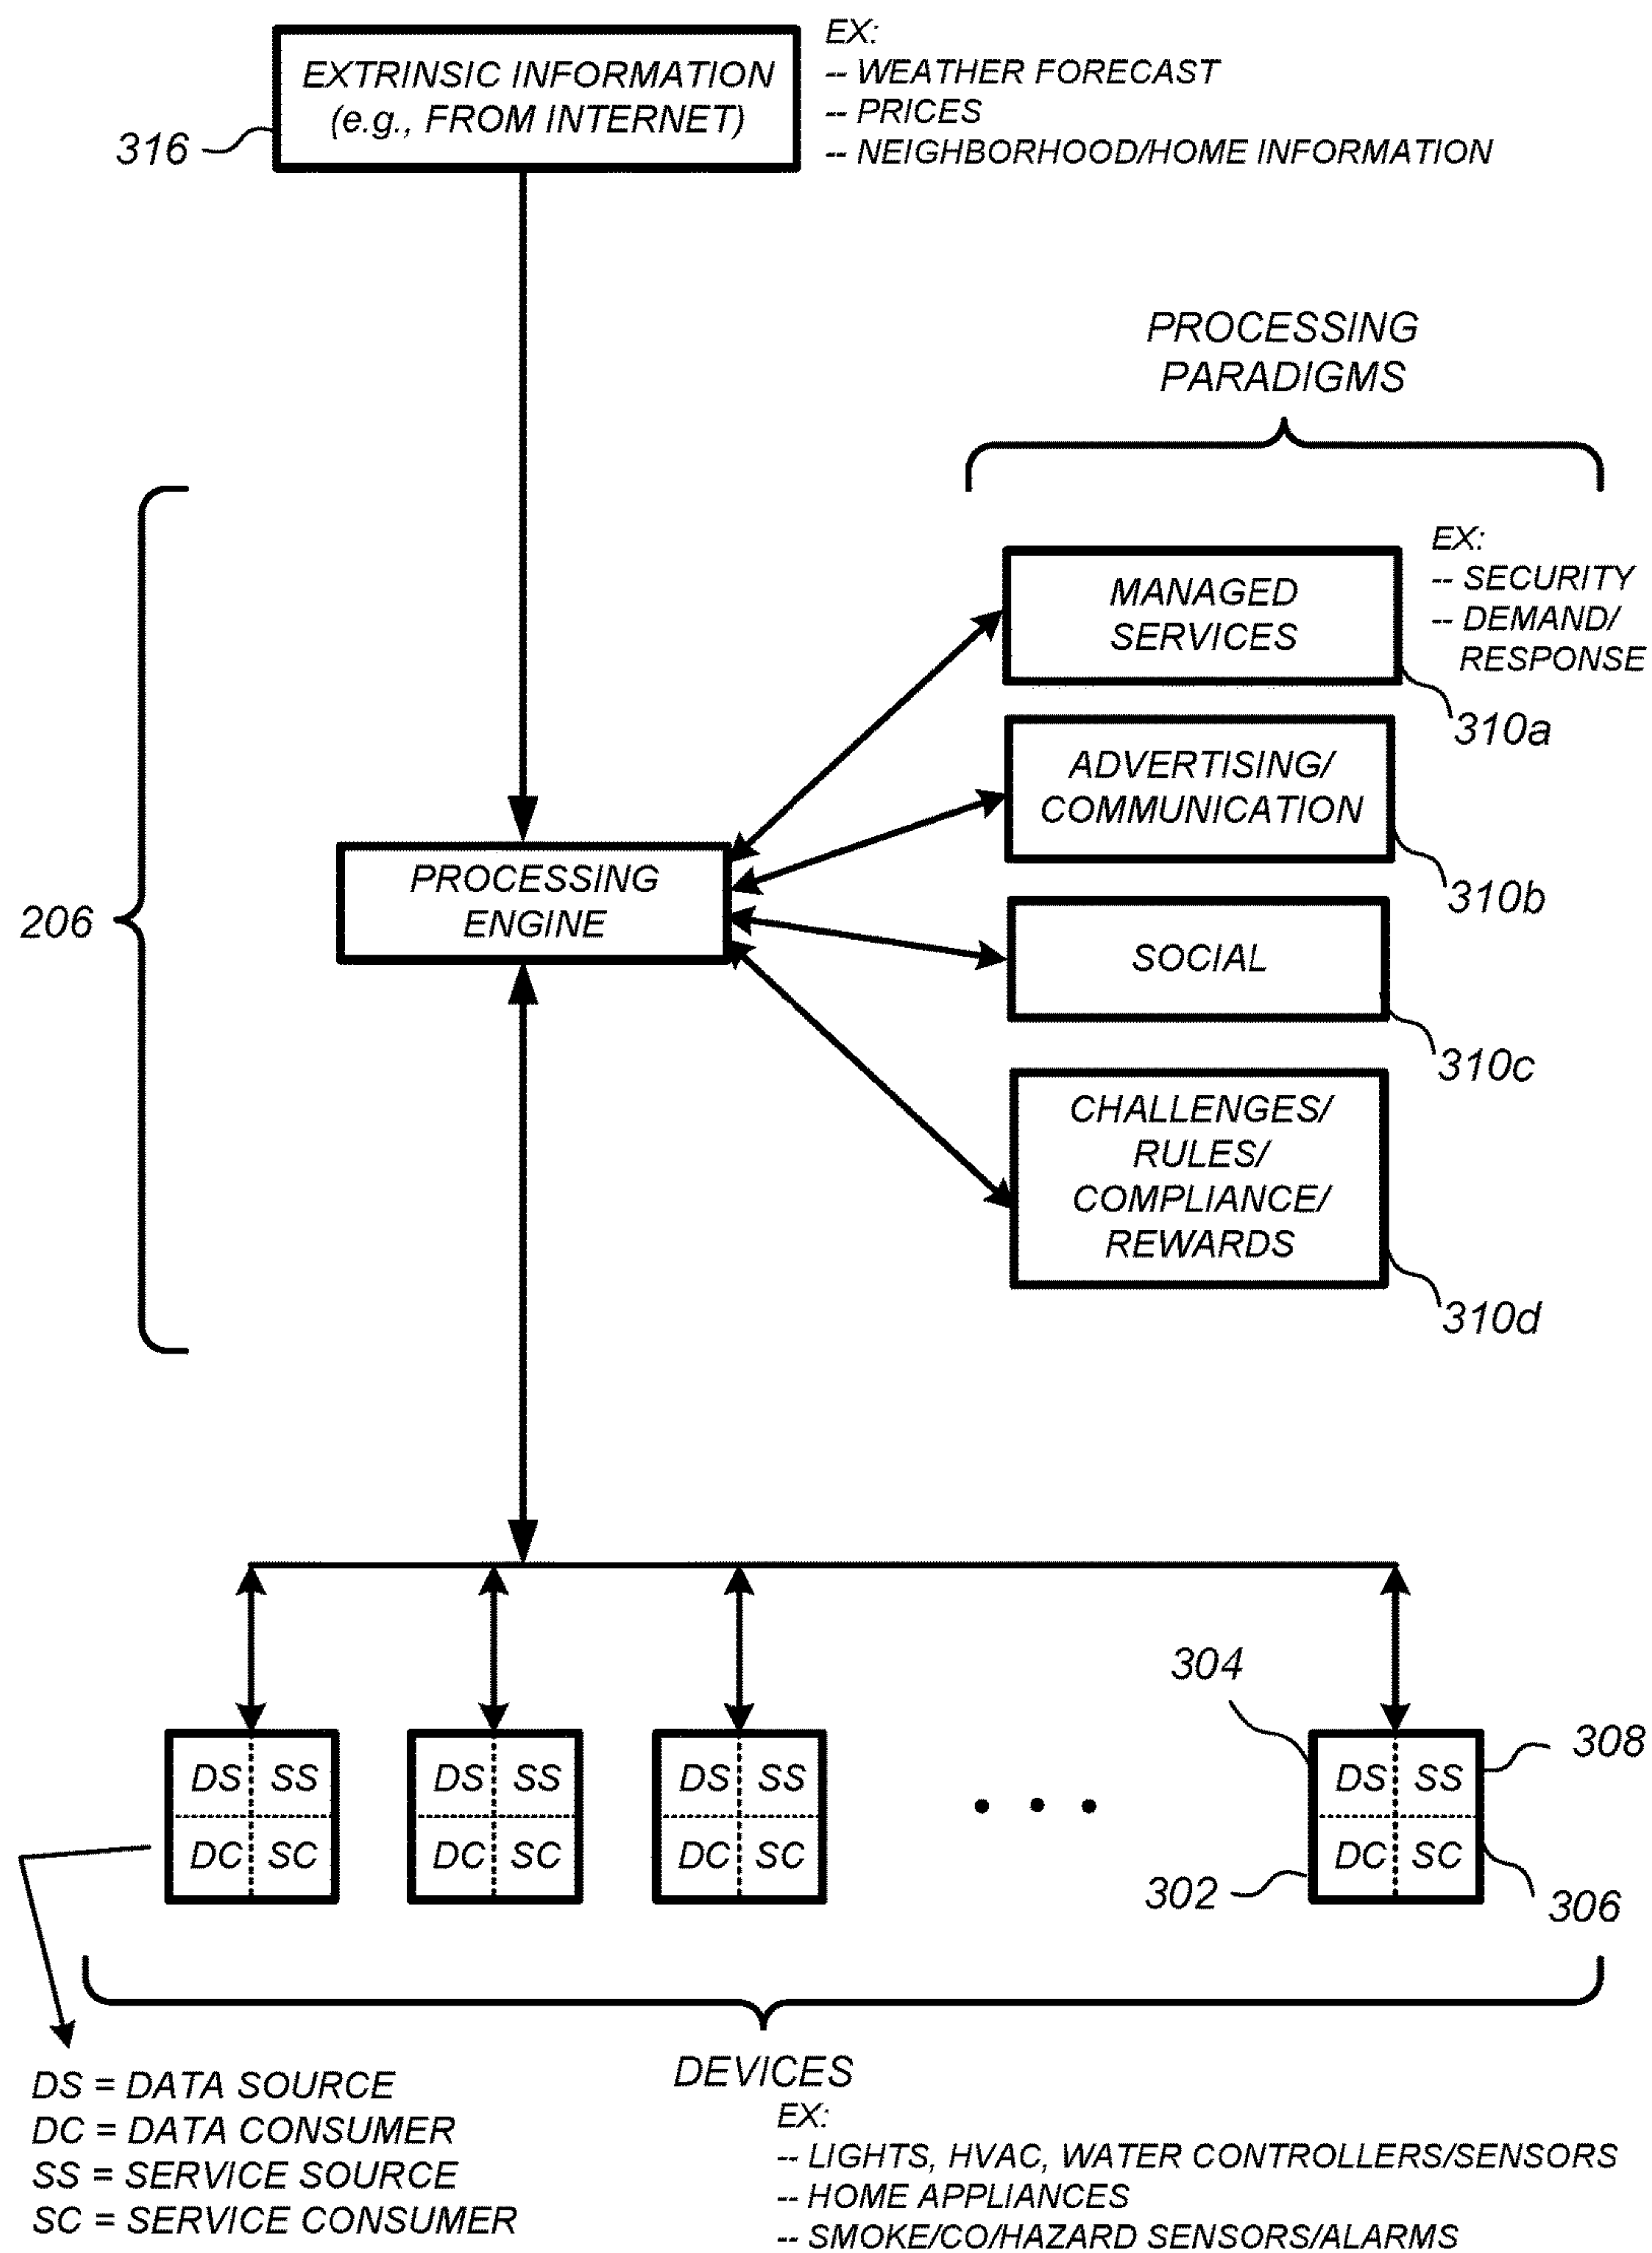 EXTRINSIC INFORMATION
(e.g., FROM INTERNET)
316
EX:
-- WEATHER FORECAST
-- PRICES
-- NEIGHBORHOOD/HOME INFORMATION
PROCESSING
PARADIGMS
206
PROCESSING
ENGINE
MANAGED
SERVICES
EX:
-- SECURITY
-- DEMAND/
RESPONSE
310a
ADVERTISING/
COMMUNICATION
310b
SOCIAL
310c
CHALLENGES/
RULES/
COMPLIANCE/
REWARDS
310d
DS SS
DC SC
DS SS
DC SC
DS SS
DC SC
• • •
304
302
DS SS
DC SC
308
306
DS = DATA SOURCE
DC = DATA CONSUMER
SS = SERVICE SOURCE
SC = SERVICE CONSUMER
DEVICES
EX:
-- LIGHTS, HVAC, WATER CONTROLLERS/SENSORS
-- HOME APPLIANCES
-- SMOKE/CO/HAZARD SENSORS/ALARMS